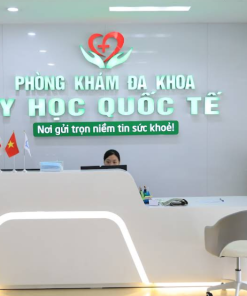 PHÒNG KHÁM ĐA KHOA
Y HỌC QUỐC TẾ
Nơi gửi trọn niềm tin sức khoẻ!